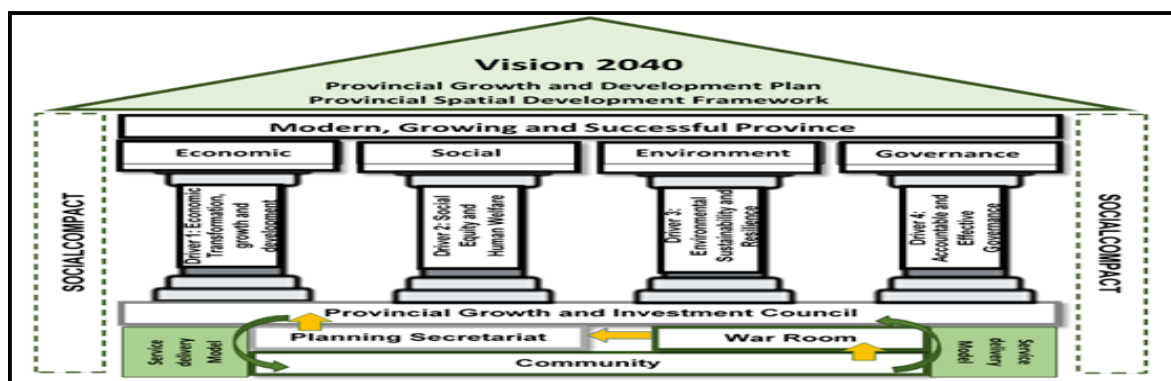 Vision 2040
Provincial Growth and Development Plan
Provincial Spatial Development Framework
Modern, Growing and Successful Province
Economic
Social
Environment
Governance
SOCIALCOMPACT
Driver 1: Economic
Transformation,
growth and
development
Driver 2: Social
Equity and
Human Welfare
Driver 3:
Environmental
Sustainability and
Resilience
Driver 4:
Accountable and
Effective
Governance
SOCIALCOMPACT
Provincial Growth and Investment Council
Service
delivery
Model
Planning Secretariat
War Room
Service
delivery
Model
Community